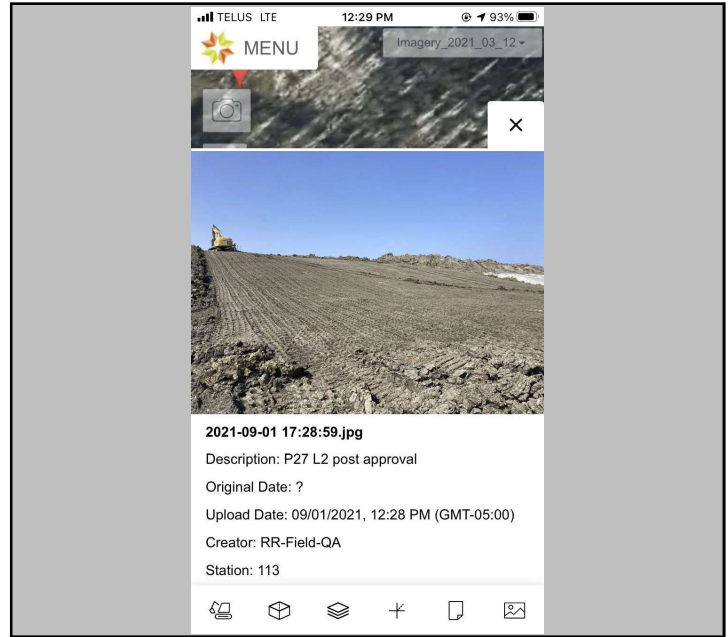 TELUS LTE 12:29 PM 93%
MENU
Imagery_2021_03_12
2021-09-01 17:28:59.jpg
Description: P27 L2 post approval
Original Date: ?
Upload Date: 09/01/2021, 12:28 PM (GMT-05:00)
Creator: RR-Field-QA
Station: 113